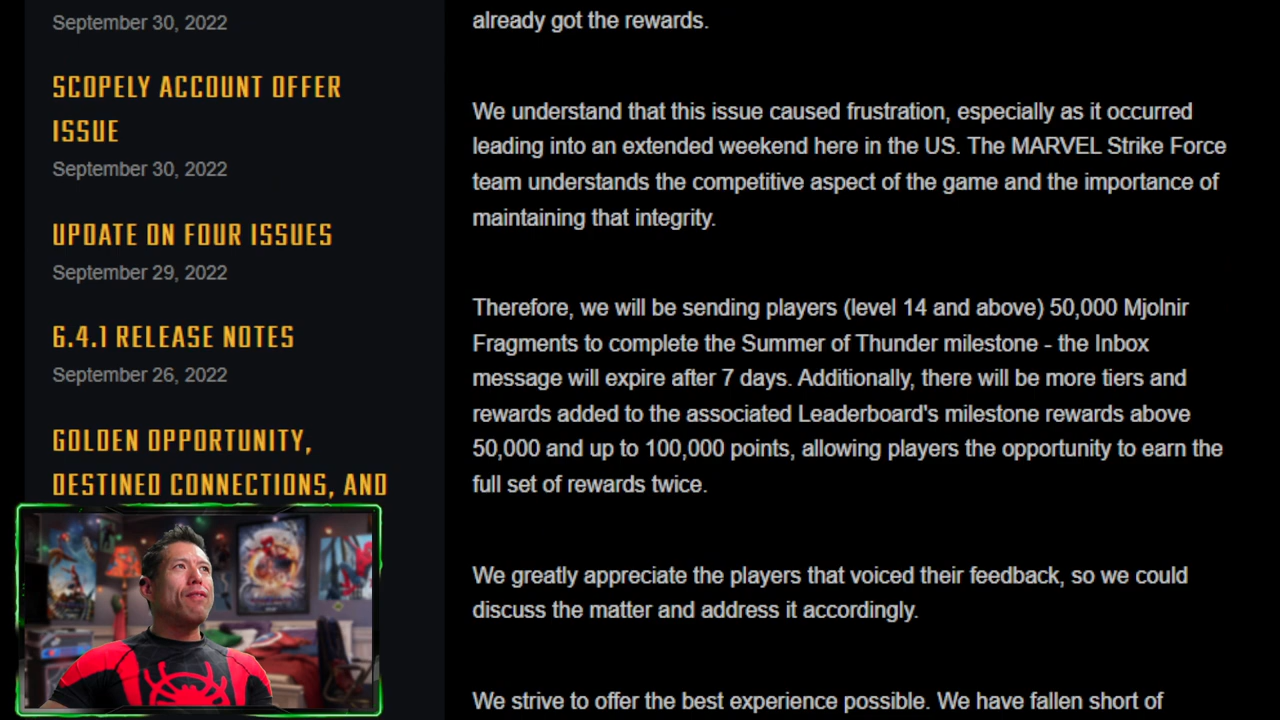 September 30, 2022
SCOPELY ACCOUNT OFFER
ISSUE
September 30, 2022
UPDATE ON FOUR ISSUES
September 29, 2022
6.4.1 RELEASE NOTES
September 26, 2022
GOLDEN OPPORTUNITY,
DESTINED CONNECTIONS, AND
already got the rewards.
We understand that this issue caused frustration, especially as it occurred
leading into an extended weekend here in the US. The MARVEL Strike Force
team understands the competitive aspect of the game and the importance of
maintaining that integrity.
Therefore, we will be sending players (level 14 and above) 50,000 Mjolnir
Fragments to complete the Summer of Thunder milestone - the Inbox
message will expire after 7 days. Additionally, there will be more tiers and
rewards added to the associated Leaderboard's milestone rewards above
50,000 and up to 100,000 points, allowing players the opportunity to earn the
full set of rewards twice.
We greatly appreciate the players that voiced their feedback, so we could
discuss the matter and address it accordingly.
We strive to offer the best experience possible. We have fallen short of